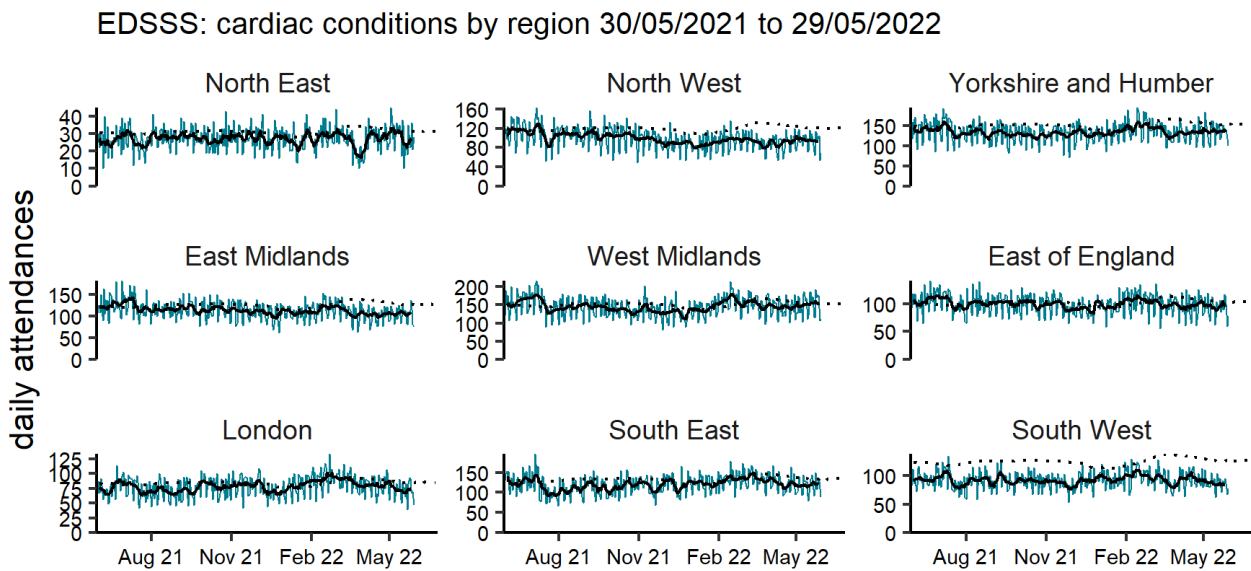 EDSSS: cardiac conditions by region 30/05/2021 to 29/05/2022
daily attendances
North East
40
30
20
10
0
North West
160
120
80
40
0
Yorkshire and Humber
150
100
50
0
East Midlands
150
100
50
0
West Midlands
200
150
100
50
0
East of England
100
50
0
London
125
100
75
50
25
0
Aug 21 Nov 21 Feb 22 May 22
South East
150
100
50
0
Aug 21 Nov 21 Feb 22 May 22
South West
100
50
0
Aug 21 Nov 21 Feb 22 May 22